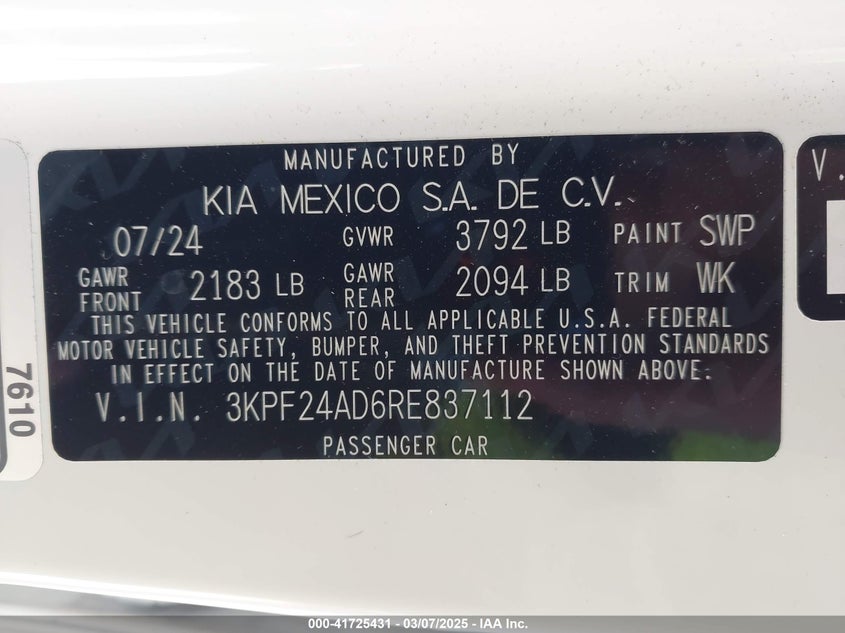 MANUFACTURED BY
KIA MEXICO S.A. DE C.V.
07/24 GVWR 3792 LB PAINT SWP
GAWR FRONT 2183 LB GAWR REAR 2094 LB TRIM WK
THIS VEHICLE CONFORMS TO ALL APPLICABLE U.S.A. FEDERAL
MOTOR VEHICLE SAFETY, BUMPER, AND THEFT PREVENTION STANDARDS
IN EFFECT ON THE DATE OF MANUFACTURE SHOWN ABOVE.
V.I.N. 3KPF24AD6RE837112
PASSENGER CAR
7610
V.
000-41725431 - 03/07/2025 - IAA Inc.